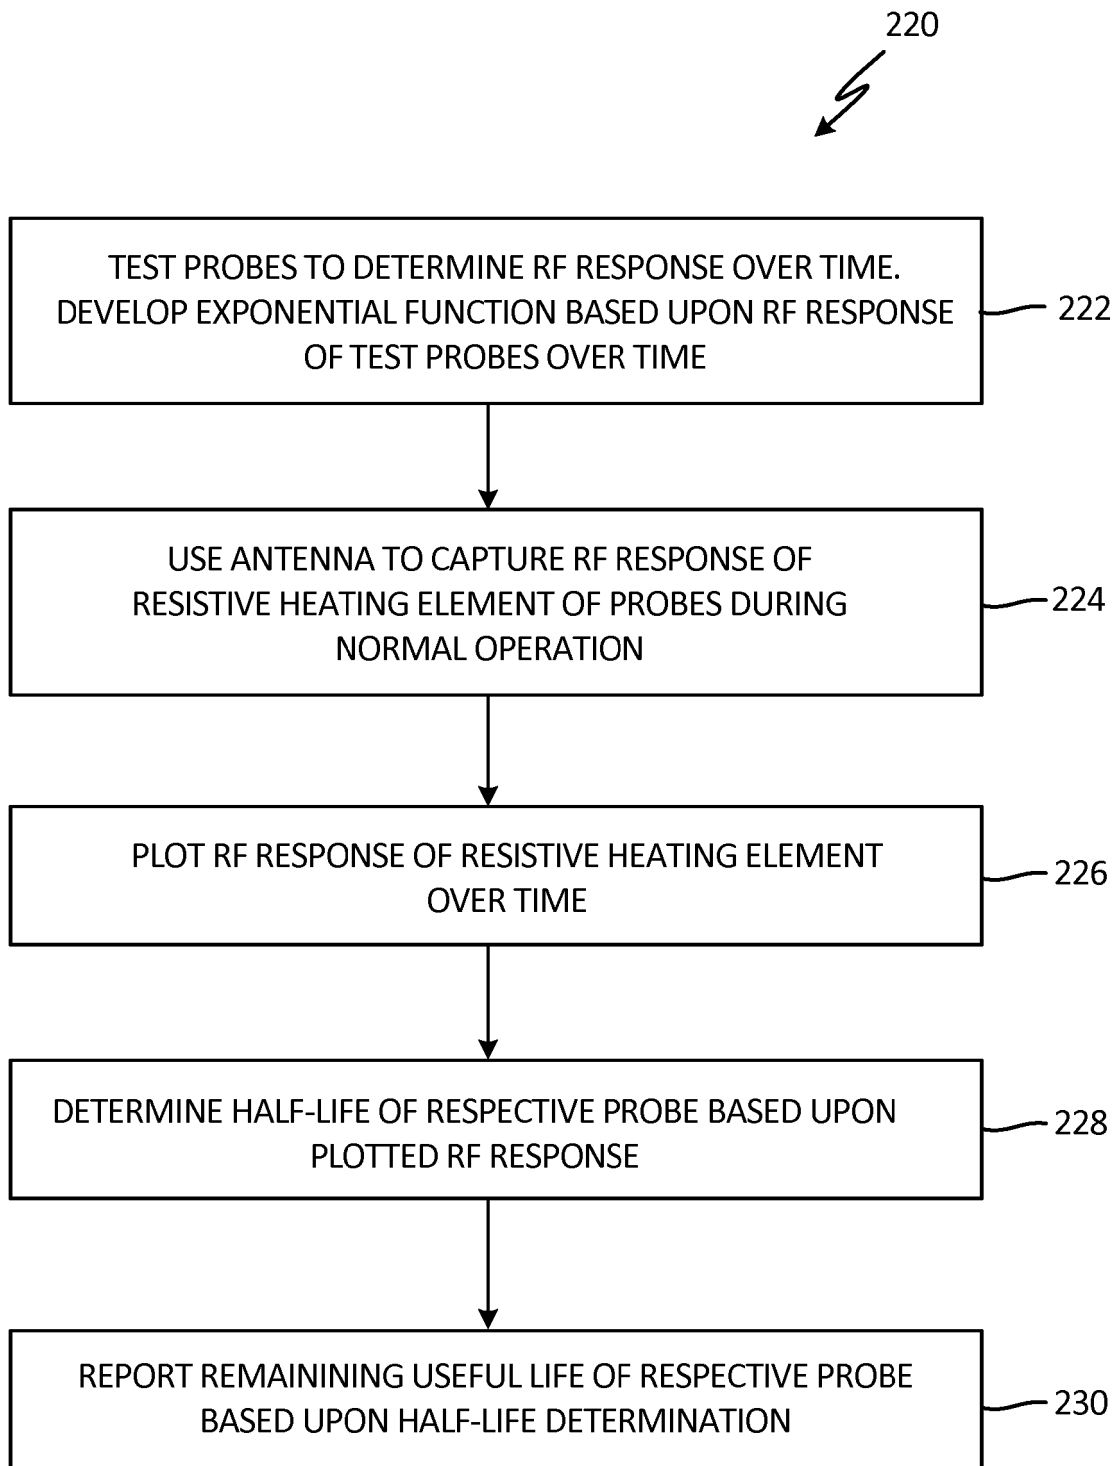 220
TEST PROBES TO DETERMINE RF RESPONSE OVER TIME.
DEVELOP EXPONENTIAL FUNCTION BASED UPON RF RESPONSE
OF TEST PROBES OVER TIME
222
USE ANTENNA TO CAPTURE RF RESPONSE OF
RESISTIVE HEATING ELEMENT OF PROBES DURING
NORMAL OPERATION
224
PLOT RF RESPONSE OF RESISTIVE HEATING ELEMENT
OVER TIME
226
DETERMINE HALF-LIFE OF RESPECTIVE PROBE BASED UPON
PLOTTED RF RESPONSE
228
REPORT REMAINING USEFUL LIFE OF RESPECTIVE PROBE
BASED UPON HALF-LIFE DETERMINATION
230